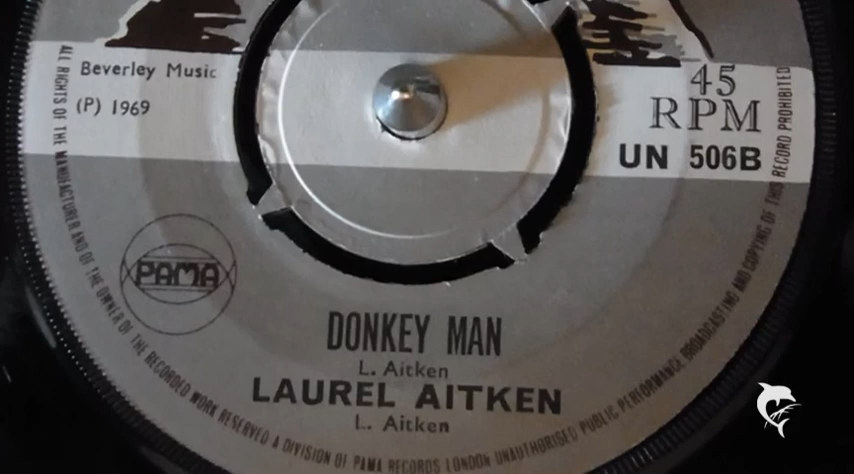 Beverley Music
(P) 1969
45
RPM
UN 506B
PAMA
DONKEY MAN
L. Aitken
LAUREL AITKEN
L. Aitken
ALL RIGHTS OF THE MANUFACTURER AND OF THE OWNER OF THE RECORDED WORK RESERVED A DIVISION OF PAMA RECORDS LONDON UNAUTHORISED PUBLIC PERFORMANCE BROADCASTING AND COPYING OF THIS RECORD PROHIBITED